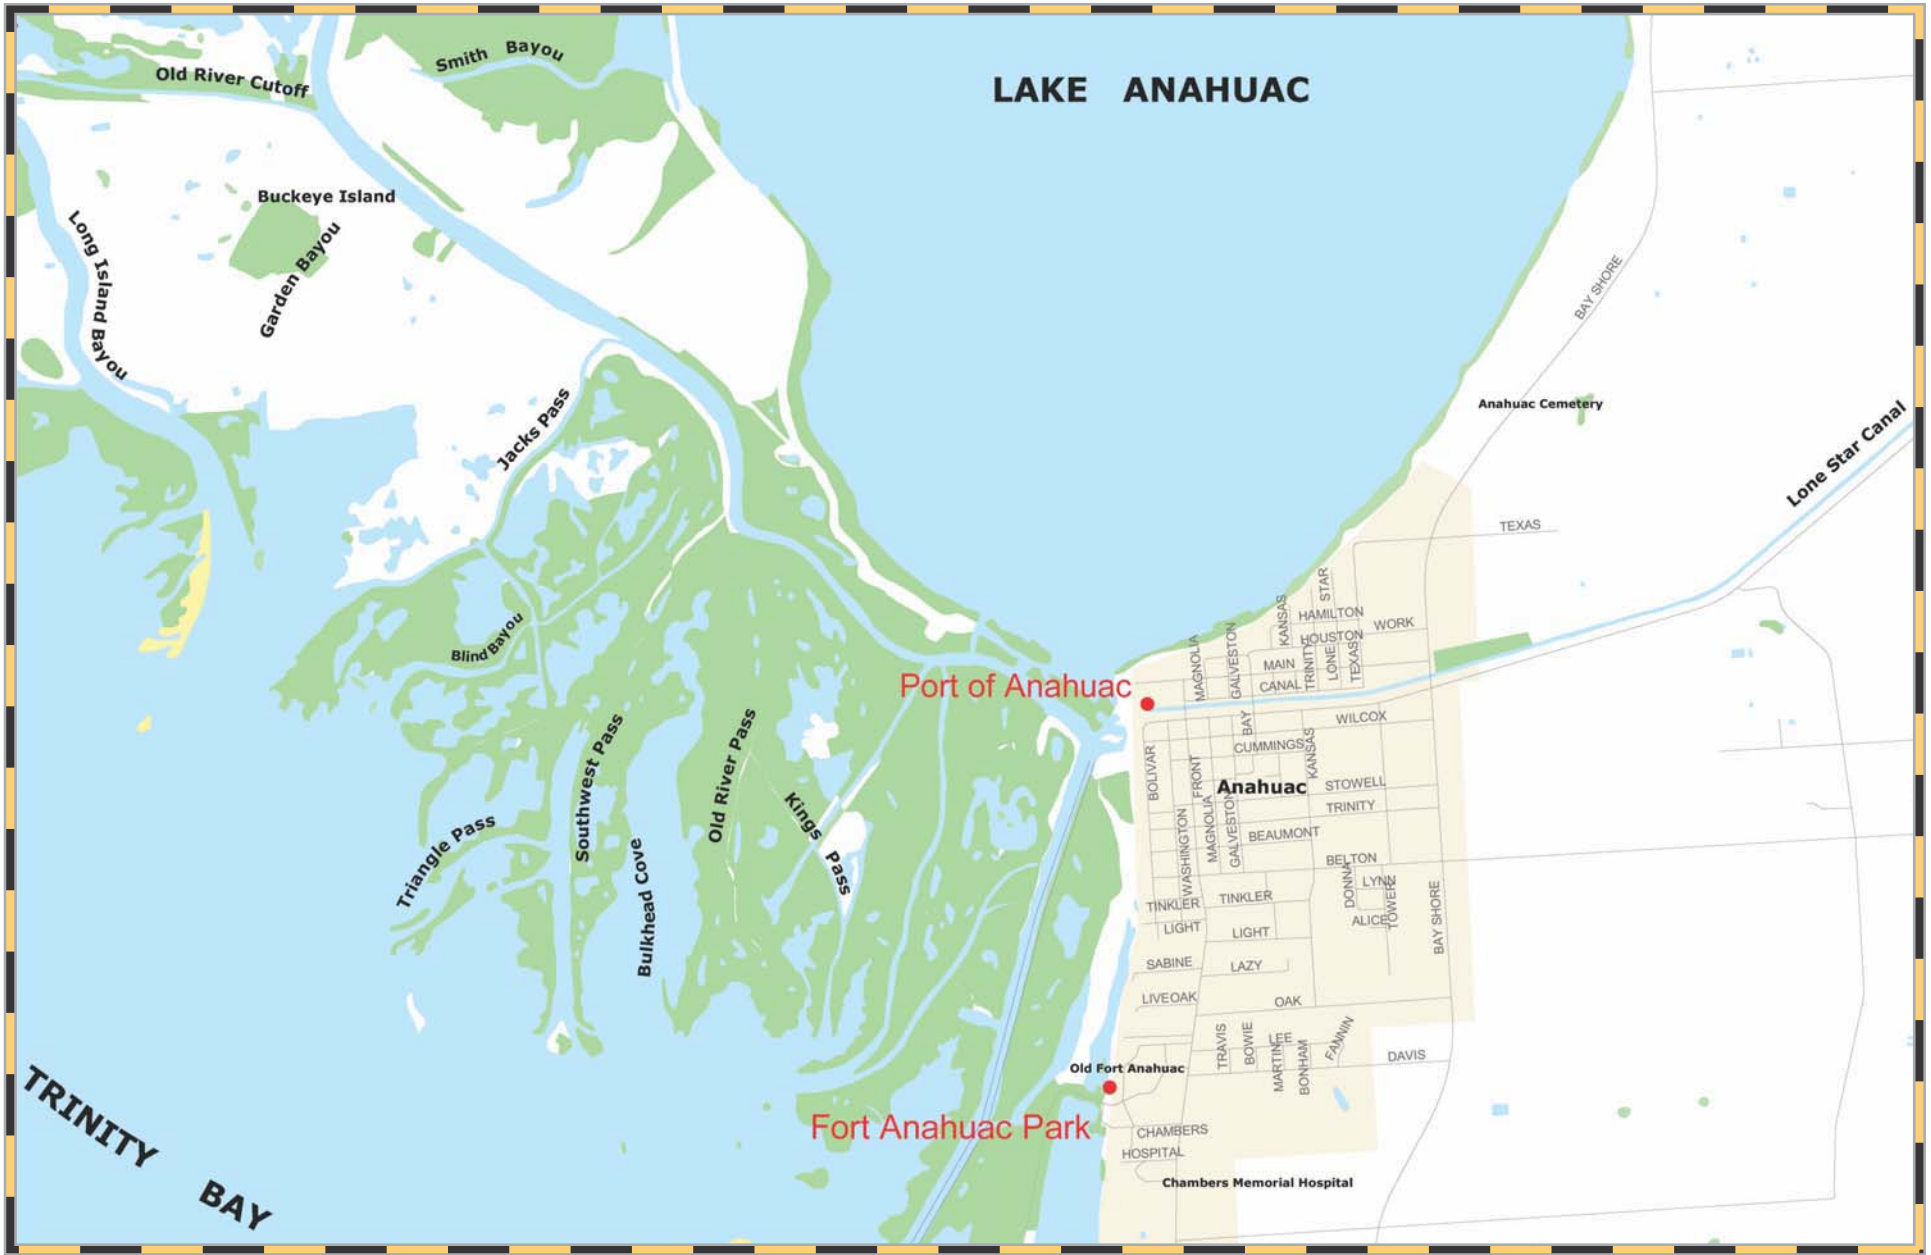 LAKE ANAHUAC
Smith Bayou
Old River Cutoff
Buckeye Island
Garden Bayou
Long Island Bayou
Jacks Pass
BAY SHORE
Anahuac Cemetery
Lone Star Canal
TEXAS
STAR
KANSAS
HAMILTON
WORK
HOUSTON
MAGNOLIA
GALVESTON
MAIN
TRINITY
LONE
TEXAS
CANAL
Blind Bayou
Port of Anahuac
BAY
WILCOX
CUMMINGS
KANSAS
BOLIVAR
FRONT
Anahuac
STOWELL
TRINITY
MAGNOLIA
GALVESTON
WASHINGTON
BEAUMONT
BELTON
Southwest Pass
Old River Pass
Kings Pass
Triangle Pass
Bulkhead Cove
DONNA
LYNN
TOWER
ALICE
BAY SHORE
TINKLER
TINKLER
LIGHT
LIGHT
SABINE
LAZY
LIVEOAK
OAK
TRAVIS
BOWIE
LEE
MARTIN
BONHAM
FANNIN
DAVIS
Old Fort Anahuac
Fort Anahuac Park
CHAMBERS
HOSPITAL
Chambers Memorial Hospital
TRINITY BAY